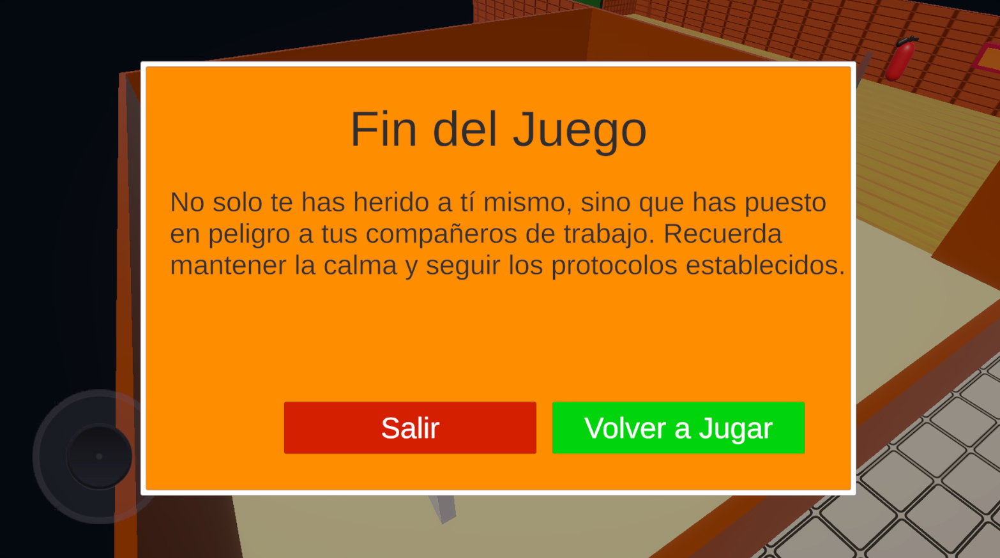 Fin del Juego
No solo te has herido a tí mismo, sino que has puesto
en peligro a tus compañeros de trabajo. Recuerda
mantener la calma y seguir los protocolos establecidos.
Salir
Volver a Jugar